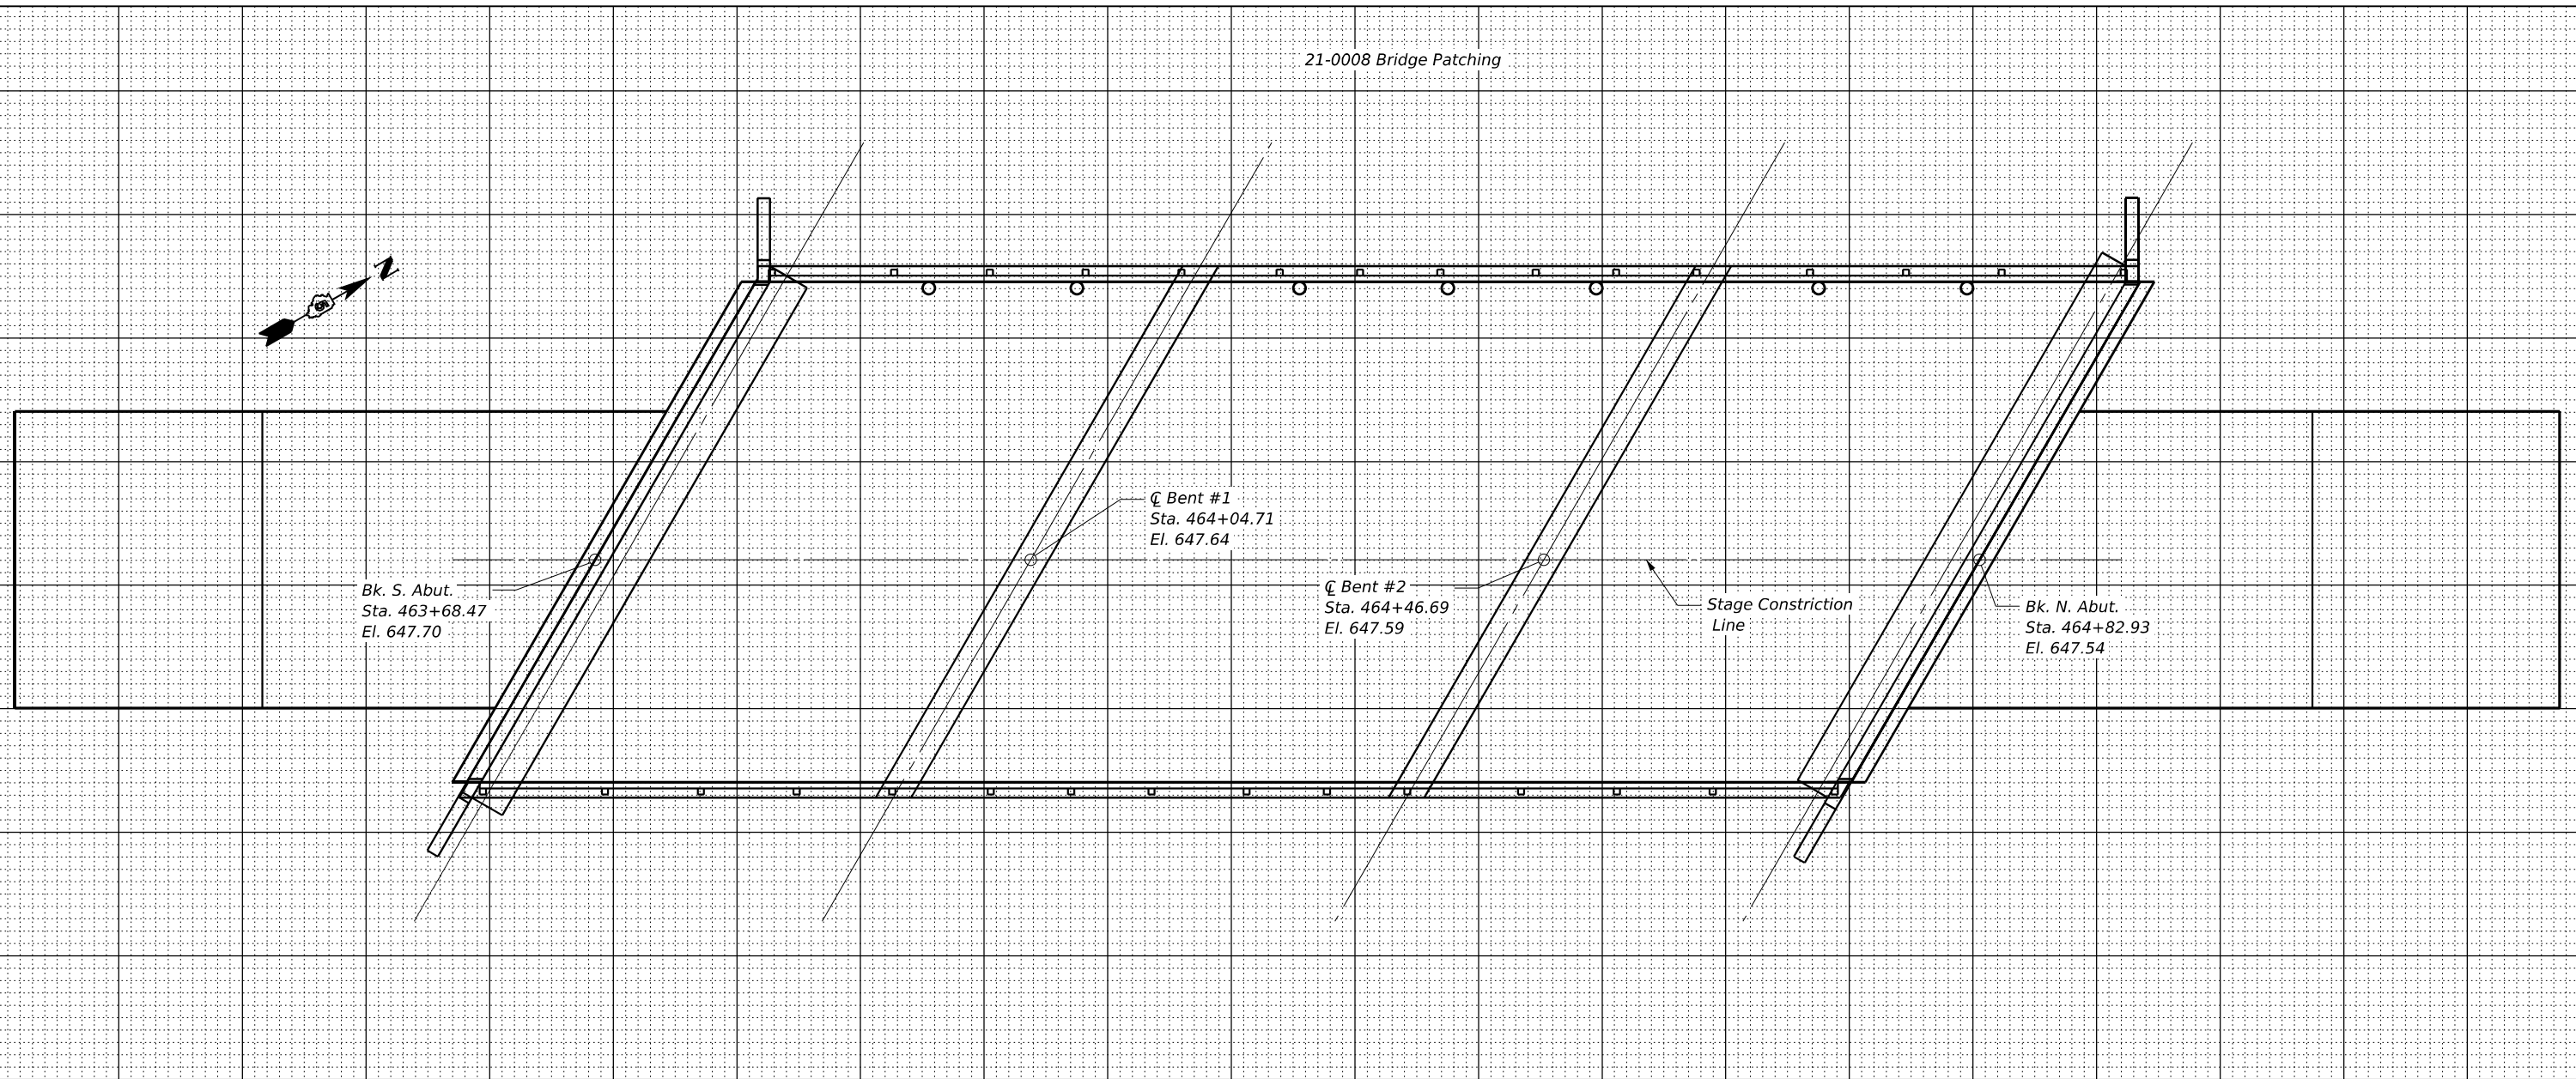 21-0008 Bridge Patching
N
℄ Bent #1
Sta. 464+04.71
El. 647.64
Bk. S. Abut.
Sta. 463+68.47
El. 647.70
℄ Bent #2
Sta. 464+46.69
El. 647.59
Stage Constriction
Line
Bk. N. Abut.
Sta. 464+82.93
El. 647.54